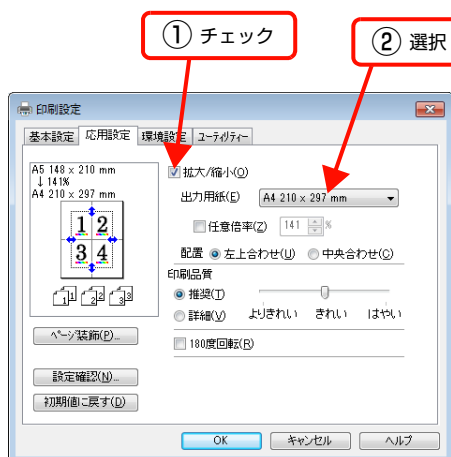 ① チェック
② 選択
印刷設定
基本設定 応用設定 環境設定 ユーティリティー
A5 148 x 210 mm
↓ 141%
A4 210 x 297 mm
1 2
3 4
1 1 2 2 3 3
ページ装飾(P)...
設定確認(N)...
初期値に戻す(D)
拡大/縮小(O)
出力用紙(E) A4 210 x 297 mm
任意倍率(Z) 141 %
配置 左上合わせ(U) 中央合わせ(C)
印刷品質
推奨(T)
詳細(V) よりきれい きれい はやい
180度回転(R)
OK キャンセル ヘルプ